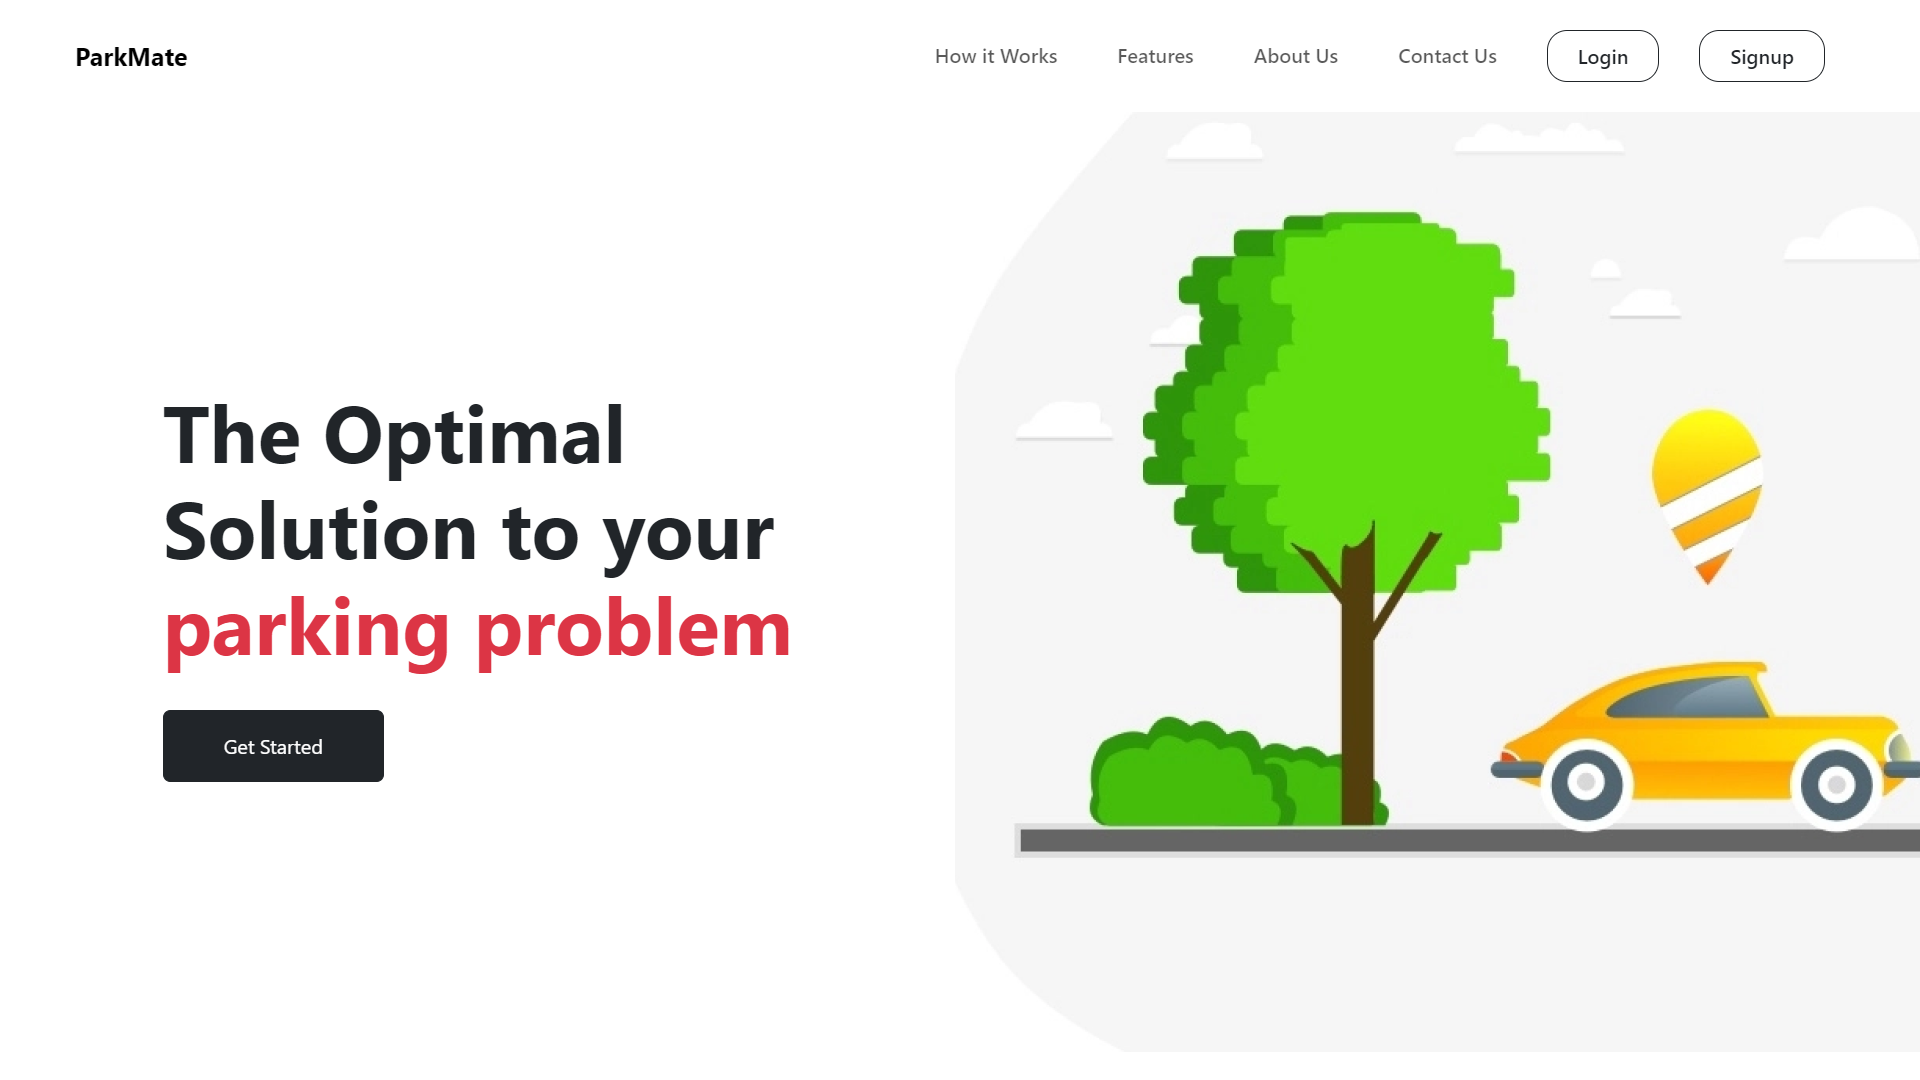 ParkMate
How it Works
Features
About Us
Contact Us
Login
Signup
The Optimal
Solution to your
parking problem
Get Started